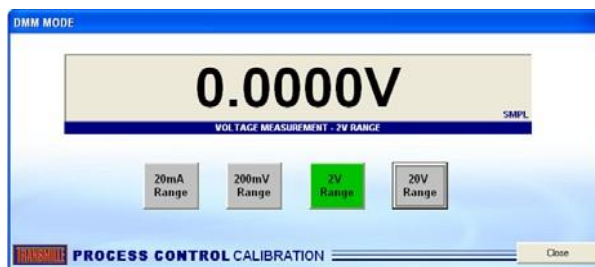 DMM MODE
0.0000V
SMPL
VOLTAGE MEASUREMENT - 2V RANGE
20mA Range
200mV Range
2V Range
20V Range
TRANSMILLE PROCESS CONTROL CALIBRATION
Close